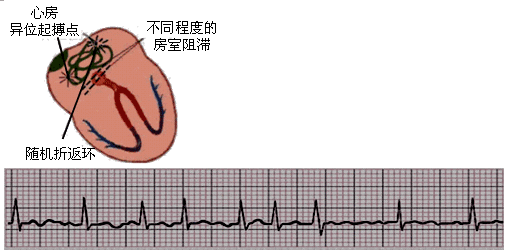 心房
异位起搏点
不同程度的
房室阻滞
随机折返环